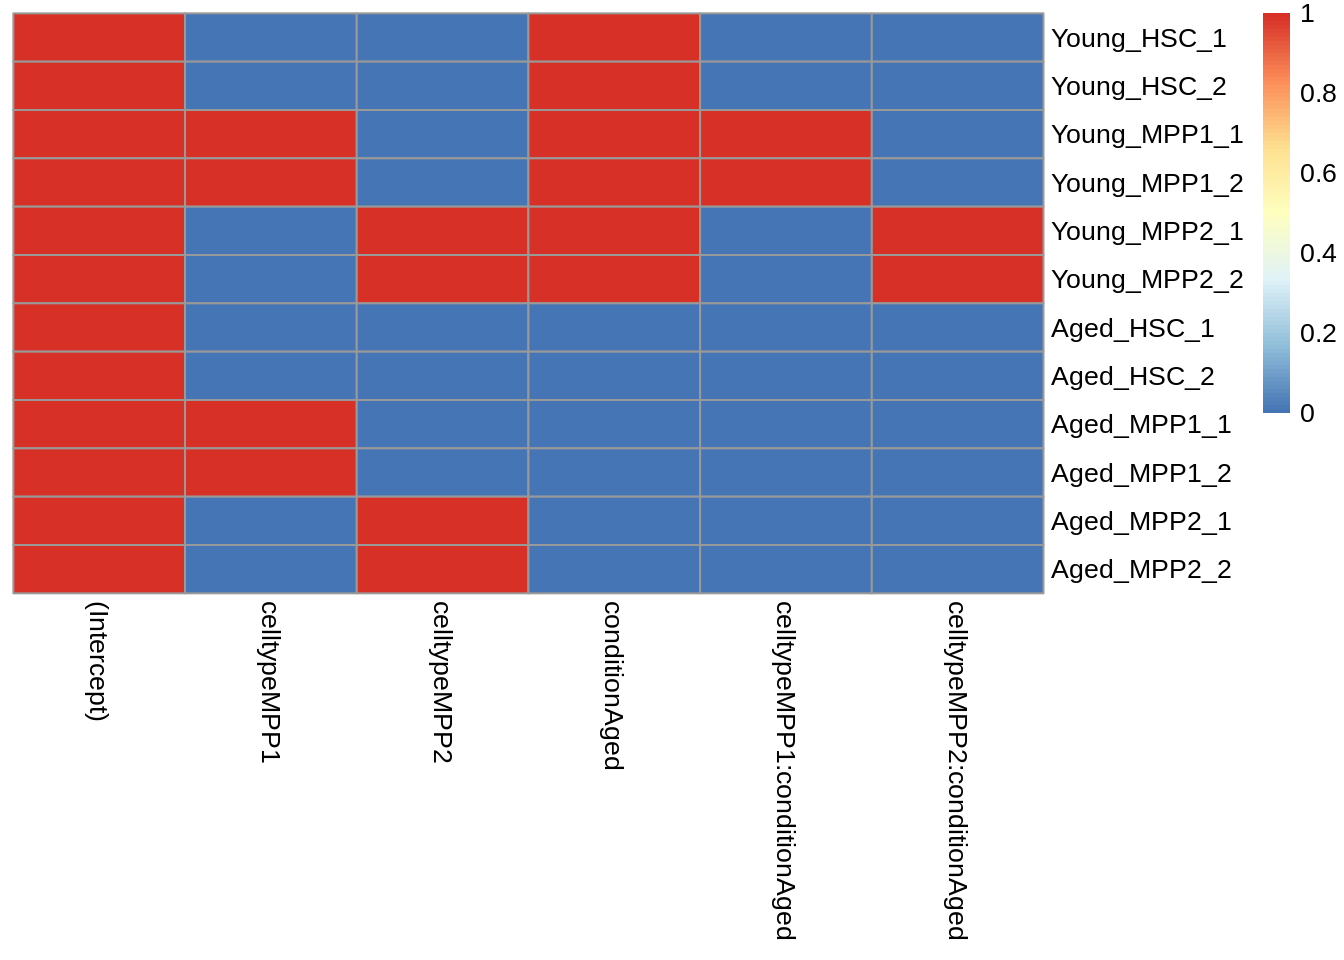 Young_HSC_1
Young_HSC_2
Young_MPP1_1
Young_MPP1_2
Young_MPP2_1
Young_MPP2_2
Aged_HSC_1
Aged_HSC_2
Aged_MPP1_1
Aged_MPP1_2
Aged_MPP2_1
Aged_MPP2_2
1
0.8
0.6
0.4
0.2
0
(Intercept)
celltypeMPP1
celltypeMPP2
conditionAged
celltypeMPP1:conditionAged
celltypeMPP2:conditionAged